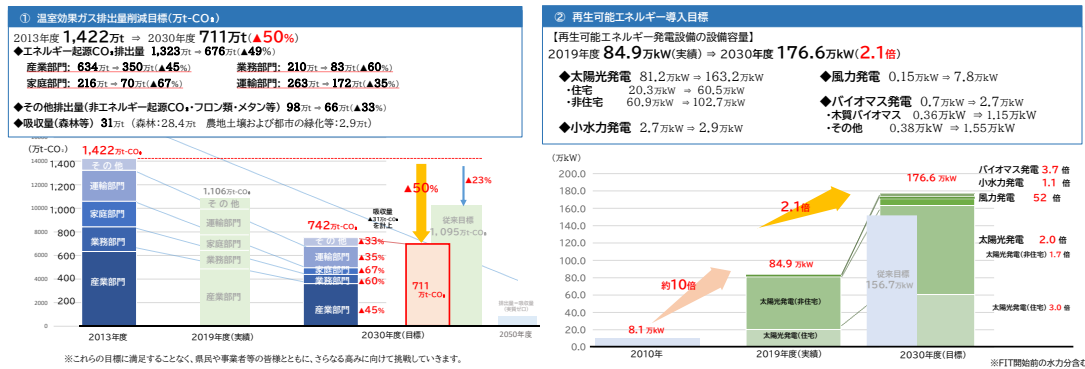 ① 温室効果ガス排出量削減目標(万t-CO₂)
2013年度 1,422万t ⇒ 2030年度 711万t(▲50%)
◆エネルギー起源CO₂排出量 1,323万t⇒676万t(▲49%)
産業部門: 634万t⇒350万t(▲45%) 業務部門: 210万t⇒83万t(▲60%)
家庭部門: 216万t⇒70万t(▲67%) 運輸部門: 263万t⇒172万t(▲35%)
◆その他排出量(非エネルギー起源CO₂・フロン類・メタン等) 98万t⇒66万t(▲33%)
◆吸収量(森林等) 31万t (森林:28.4万t 農地土壌および都市の緑化等:2.9万t)
(万t-CO₂)
1,422万t-CO₂
14000 1,400
12000 1,200
10000 1,000
8000 800
6000 600
4000 400
2000 200
0
その他
運輸部門
家庭部門
業務部門
産業部門
1,106万t-CO₂
その他
運輸部門
家庭部門
業務部門
産業部門
742万t-CO₂
その他 ▲33%
運輸部門 ▲35%
家庭部門 ▲67%
業務部門 ▲60%
産業部門 ▲45%
吸収量
▲31万t-CO₂
を計上
▲50%
▲23%
711
万t-CO₂
従来目標
1,095万t-CO₂
排出量=吸収量
(実質ゼロ)
2013年度
2019年度(実績)
2030年度(目標)
2050年度
※これらの目標に満足することなく、県民や事業者等の皆様とともに、さらなる高みに向けて挑戦していきます。
② 再生可能エネルギー導入目標
【再生可能エネルギー発電設備の設備容量】
2019年度 84.9万kW(実績) ⇒ 2030年度 176.6万kW(2.1倍)
◆太陽光発電 81.2万kW⇒163.2万kW
・住宅 20.3万kW ⇒ 60.5万kW
・非住宅 60.9万kW ⇒102.7万kW
◆小水力発電 2.7万kW⇒2.9万kW
◆風力発電 0.15万kW⇒7.8万kW
◆バイオマス発電 0.7万kW⇒2.7万kW
・木質バイオマス 0.36万kW ⇒1.15万kW
・その他 0.38万kW ⇒1.55万kW
(万kW)
200.0
180.0
160.0
140.0
120.0
100.0
80.0
60.0
40.0
20.0
0.0
8.1 万kW
約10倍
84.9 万kW
太陽光発電(非住宅)
太陽光発電(住宅)
2.1倍
176.6 万kW
従来目標
156.7万kW
バイオマス発電 3.7 倍
小水力発電 1.1 倍
風力発電 52 倍
太陽光発電 2.0 倍
太陽光発電(非住宅) 1.7 倍
太陽光発電(住宅) 3.0 倍
2010年
2019年度(実績)
2030年度(目標)
※FIT開始前の水力分含む